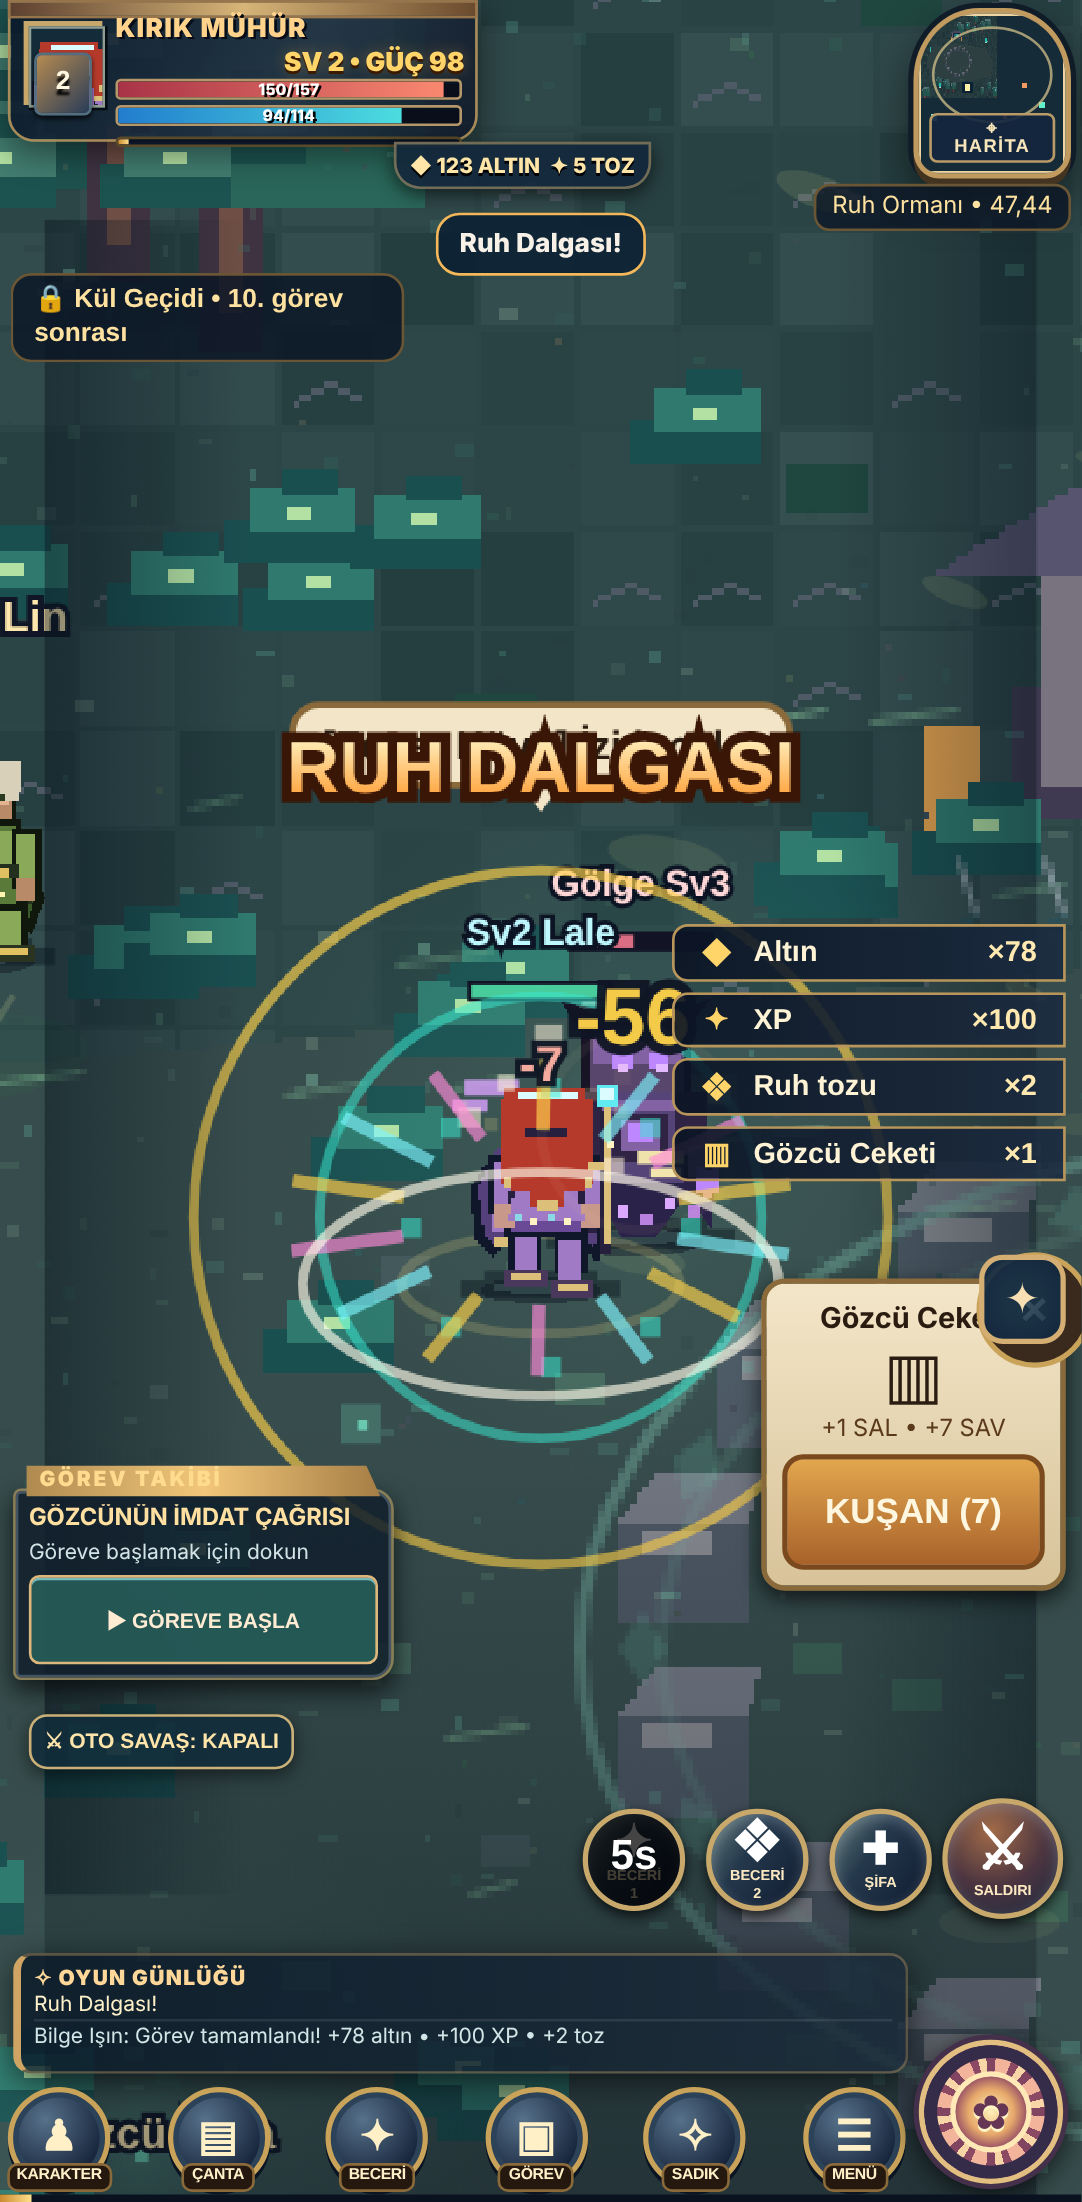 KIRIK MÜHÜR
SV 2 • GÜÇ 98
2
150/157
94/114
◆ 123 ALTIN ✦ 5 TOZ
HARİTA
Ruh Ormanı • 47,44
Ruh Dalgası!
🔒 Kül Geçidi • 10. görev
sonrası
Lin
RUH DALGASI
Gölge Sv3
Sv2 Lale
-56
-7
Altın ×78
XP ×100
Ruh tozu ×2
Gözcü Ceketi ×1
Gözcü Ceke
+1 SAL • +7 SAV
KUŞAN (7)
GÖREV TAKİBİ
GÖZCÜNÜN İMDAT ÇAĞRISI
Göreve başlamak için dokun
▶ GÖREVE BAŞLA
⚔ OTO SAVAŞ: KAPALI
5s
BECERİ
1
BECERİ
2
ŞİFA
SALDIRI
✧ OYUN GÜNLÜĞÜ
Ruh Dalgası!
Bilge Işın: Görev tamamlandı! +78 altın • +100 XP • +2 toz
KARAKTER
ÇANTA
BECERİ
GÖREV
SADIK
MENÜ